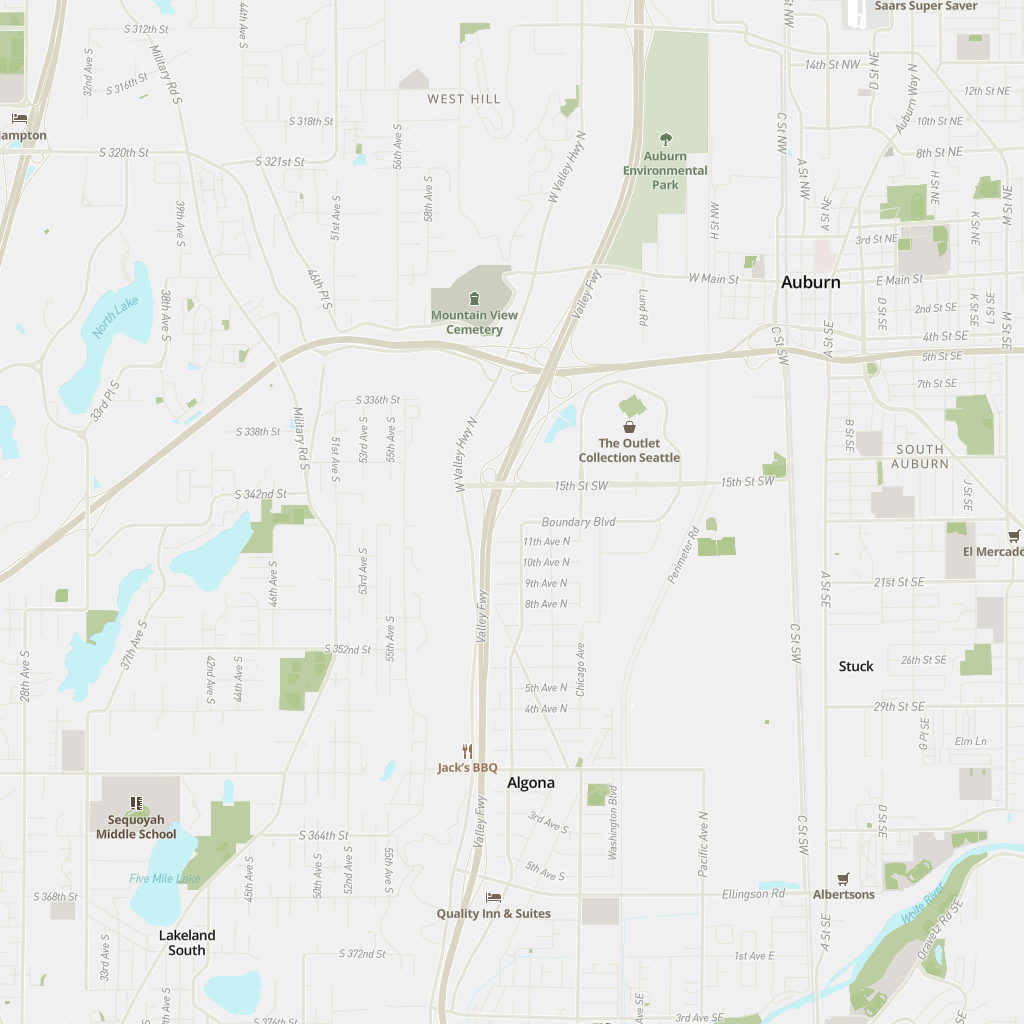 Saars Super Saver
S 312th St
44th Ave S
Military Rd S
32nd Ave S
S 316th St
WEST HILL
N St NW
14th St NW
D St NE
Auburn Way N
12th St NE
10th St NE
8th St NE
C St NW
A St NW
S 318th St
56th Ave S
W Valley Hwy N
Auburn
Environmental
Park
S 320th St
S 321st St
58th Ave S
51st Ave S
39th Ave S
H St NW
A St NE
H St NE
K St NE
M St NE
3rd St NE
46th Pl S
North Lake
38th Ave S
Mountain View
Cemetery
Valley Fwy
Lund Rd
W Main St
Auburn
E Main St
D St SE
2nd St SE
K St SE
M St SE
4th St SE
5th St SE
7th St SE
C St SW
A St SE
33rd Pl S
S 336th St
S 338th St
Military Rd S
51st Ave S
53rd Ave S
55th Ave S
W Valley Hwy N
The Outlet
Collection Seattle
B St SE
SOUTH
AUBURN
J St SE
S 342nd St
15th St SW
15th St SW
Boundary Blvd
11th Ave N
10th Ave N
9th Ave N
8th Ave N
Perimeter Rd
El Mercado
21st St SE
A St SE
46th Ave S
53rd Ave S
Valley Fwy
55th Ave S
37th Ave S
S 352nd St
28th Ave S
42nd Ave S
44th Ave S
Chicago Ave
C St SW
Stuck
26th St SE
5th Ave N
4th Ave N
29th St SE
G Pl SE
Elm Ln
Jack's BBQ
Algona
Sequoyah
Middle School
S 364th St
Valley Fwy
3rd Ave S
5th Ave S
Washington Blvd
Pacific Ave N
C St SW
D St SE
Five Mile Lake
45th Ave S
50th Ave S
52nd Ave S
55th Ave S
S 368th St
Quality Inn & Suites
Ellingson Rd
Albertsons
White River
Oravetz Rd SE
A St SE
Lakeland
South
33rd Ave S
S 372nd St
1st Ave E
S 376th St
3rd Ave SE